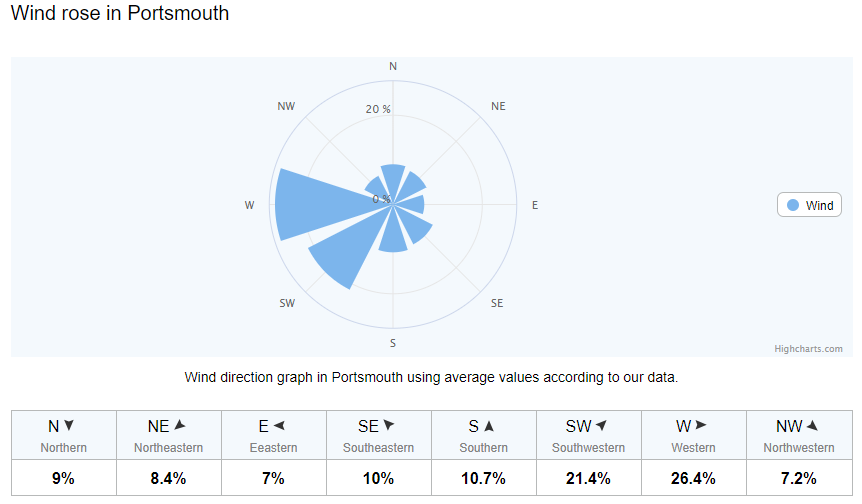 Wind rose in Portsmouth
N
NW
NE
20 %
W
0 %
E
Wind
SW
SE
S
Highcharts.com
Wind direction graph in Portsmouth using average values according to our data.
N NE E SE S SW W NW
Northern Northeastern Eeastern Southeastern Southern Southwestern Western Northwestern
9% 8.4% 7% 10% 10.7% 21.4% 26.4% 7.2%